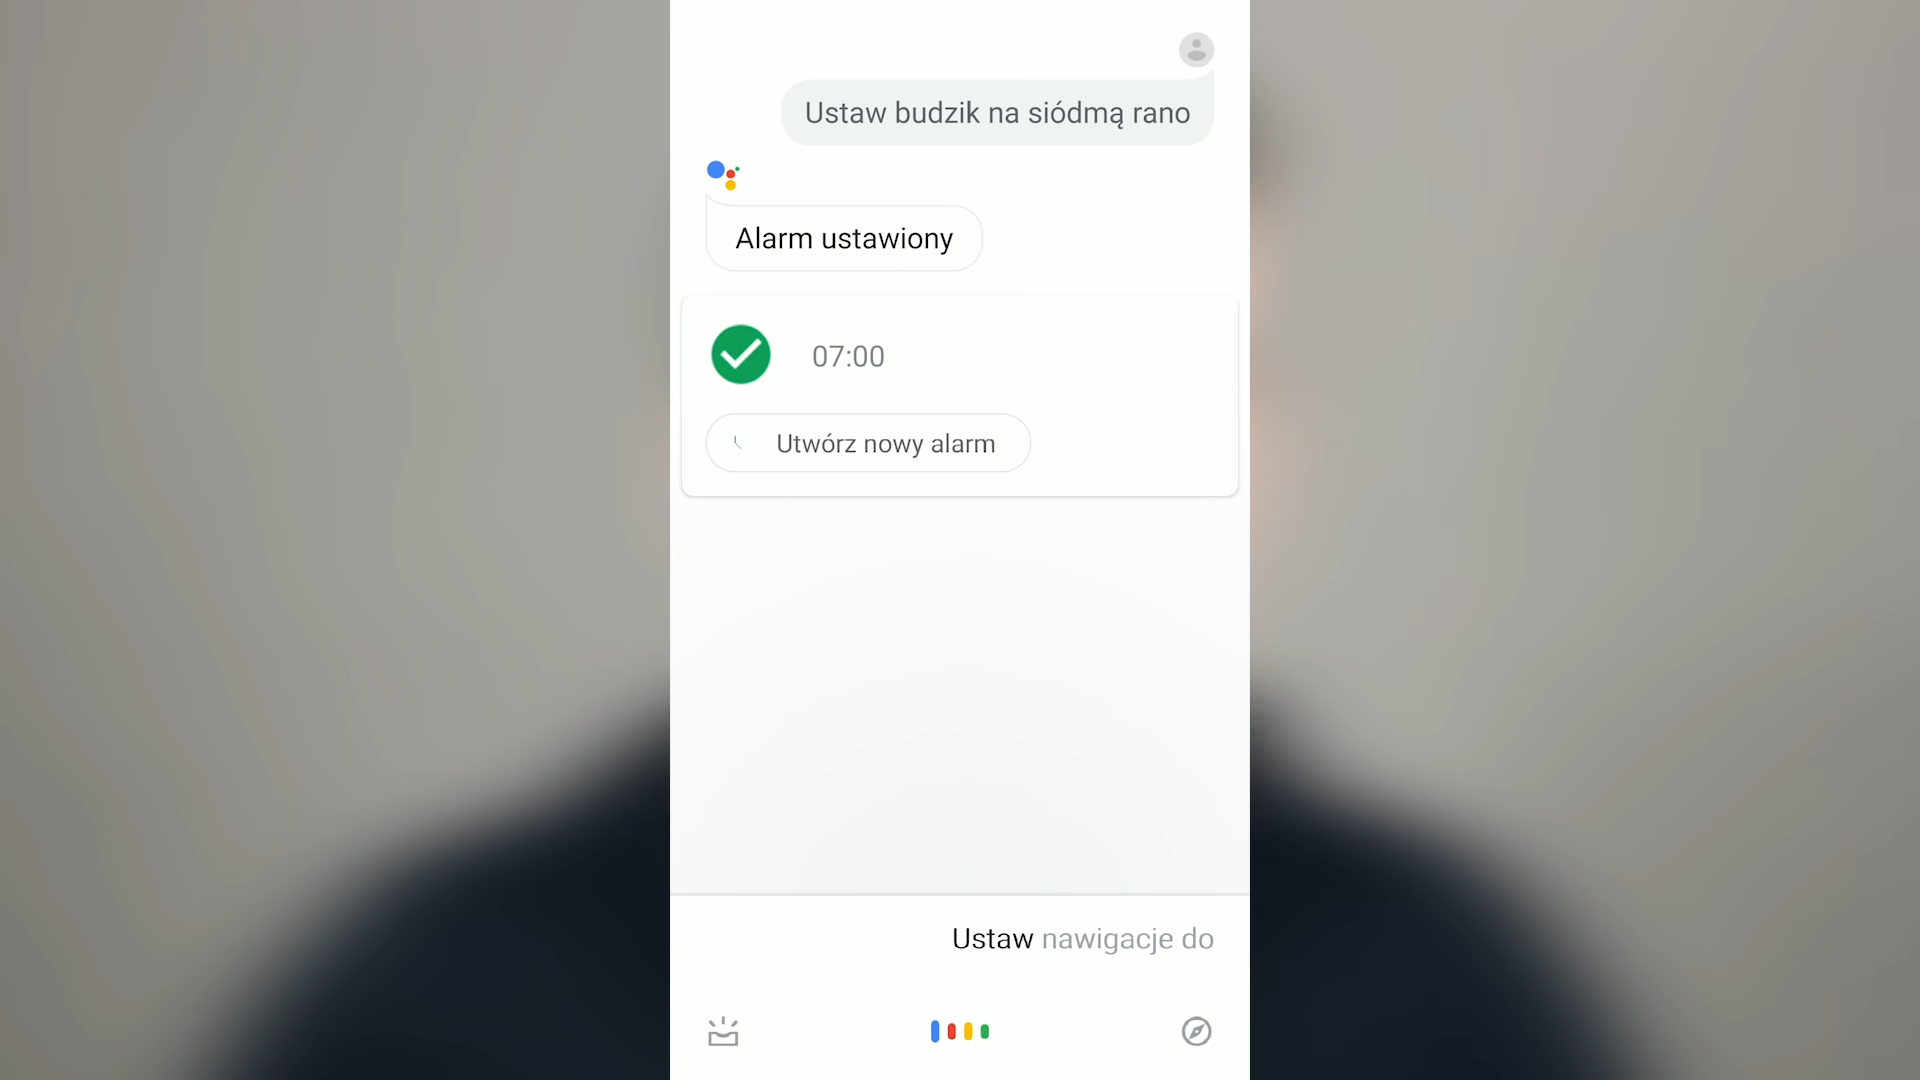 Ustaw budzik na siódmą rano
Alarm ustawiony
07:00
Utwórz nowy alarm
Ustaw nawigacje do